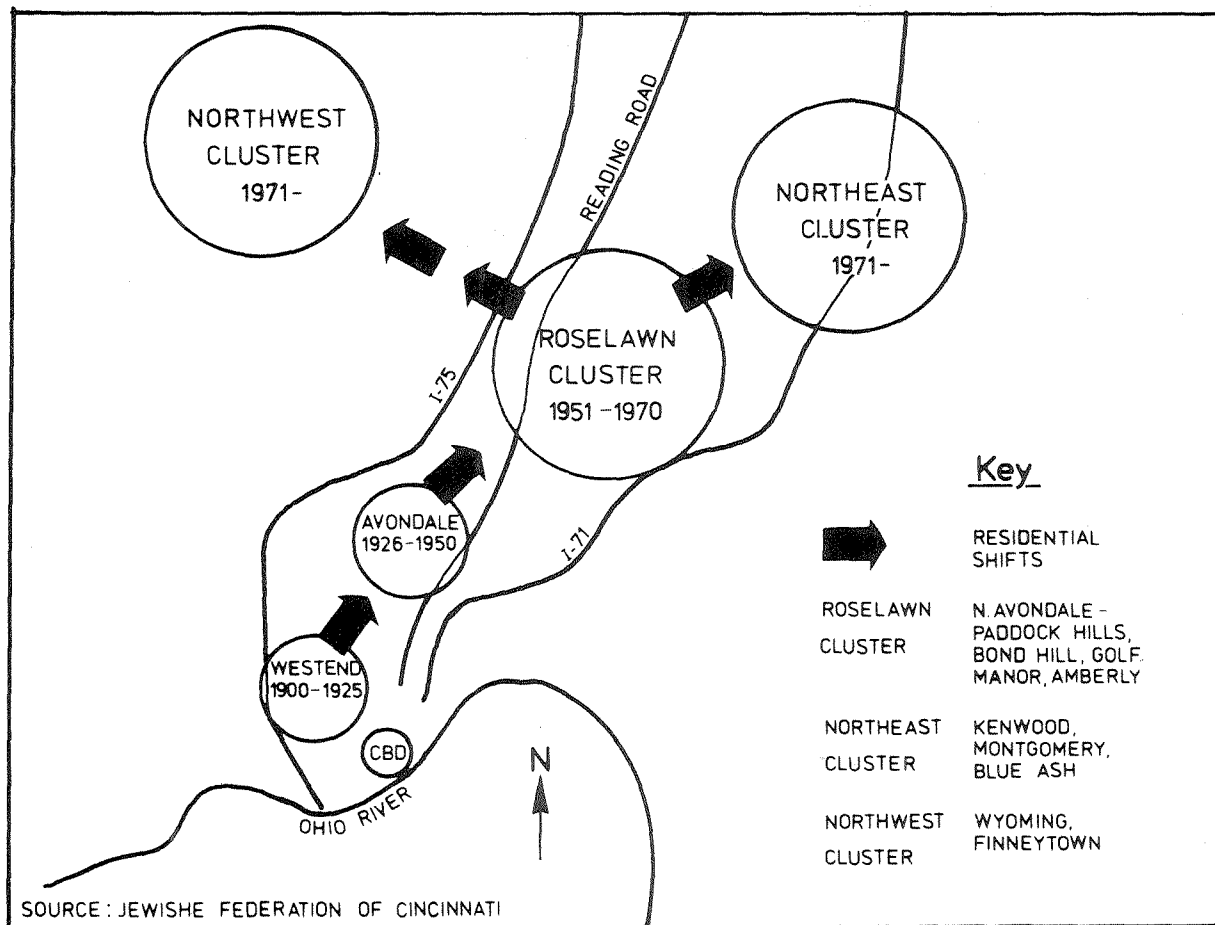 NORTHWEST
CLUSTER
1971-
READING ROAD
NORTHEAST
CLUSTER
1971-
ROSELAWN
CLUSTER
1951-1970
I-75
AVONDALE
1926-1950
I-71
WESTEND
1900-1925
CBD
OHIO RIVER
N
Key
RESIDENTIAL
SHIFTS
ROSELAWN
CLUSTER
N. AVONDALE -
PADDOCK HILLS,
BOND HILL, GOLF
MANOR, AMBERLY
NORTHEAST
CLUSTER
KENWOOD,
MONTGOMERY,
BLUE ASH
NORTHWEST
CLUSTER
WYOMING,
FINNEYTOWN
SOURCE: JEWISHE FEDERATION OF CINCINNATI